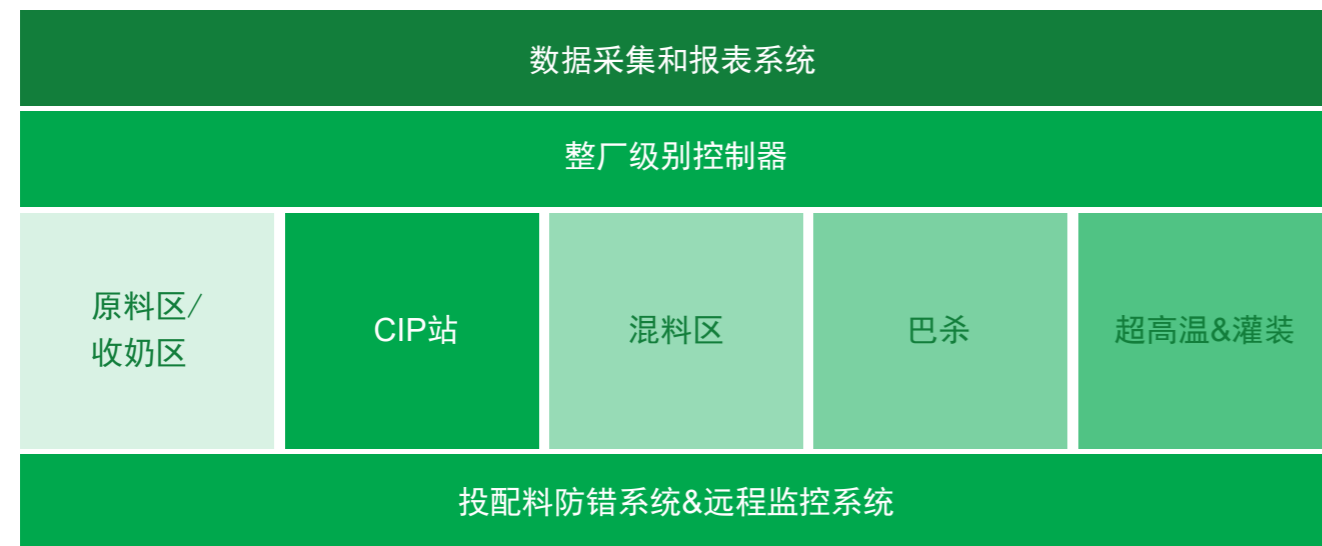 数据采集和报表系统
整厂级别控制器
原料区/
收奶区
CIP站
混料区
巴杀
超高温&灌装
投配料防错系统&远程监控系统